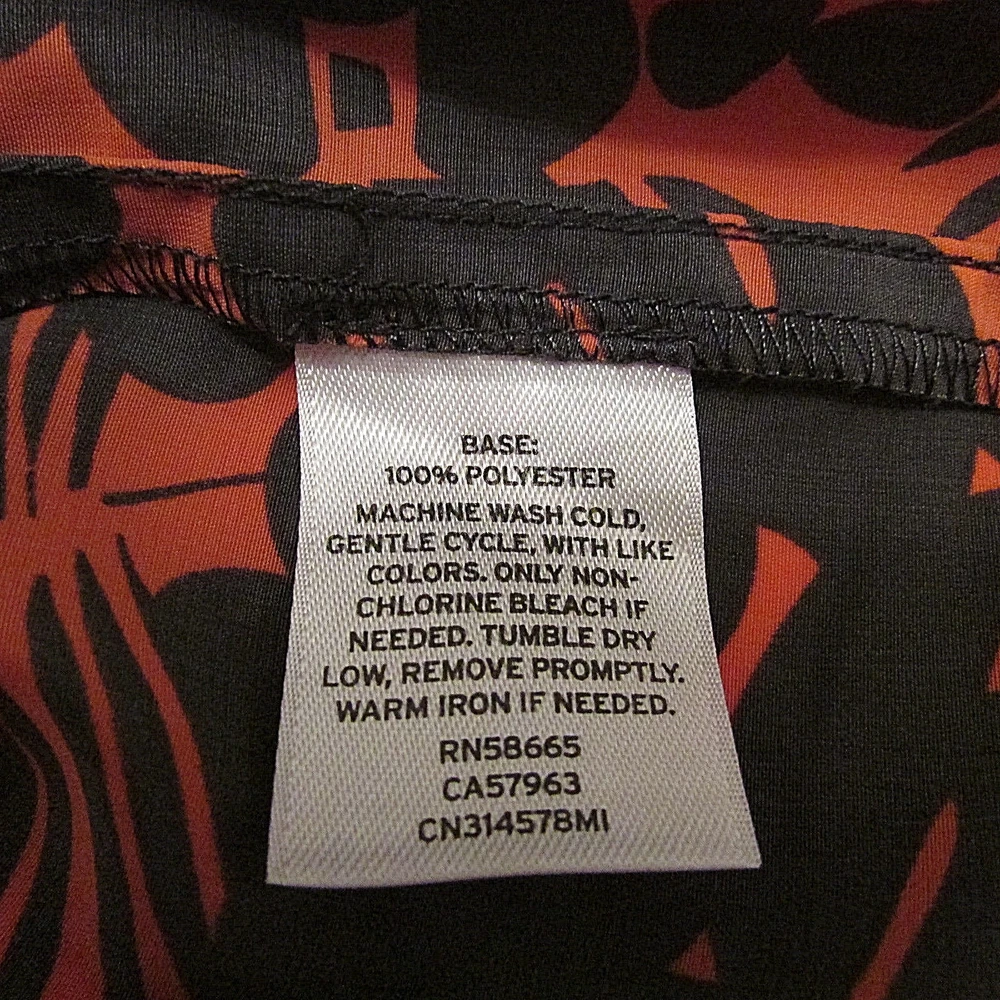 BASE:
100% POLYESTER
MACHINE WASH COLD,
GENTLE CYCLE, WITH LIKE
COLORS. ONLY NON-
CHLORINE BLEACH IF
NEEDED. TUMBLE DRY
LOW, REMOVE PROMPTLY.
WARM IRON IF NEEDED.
RN58665
CA57963
CN314578MI